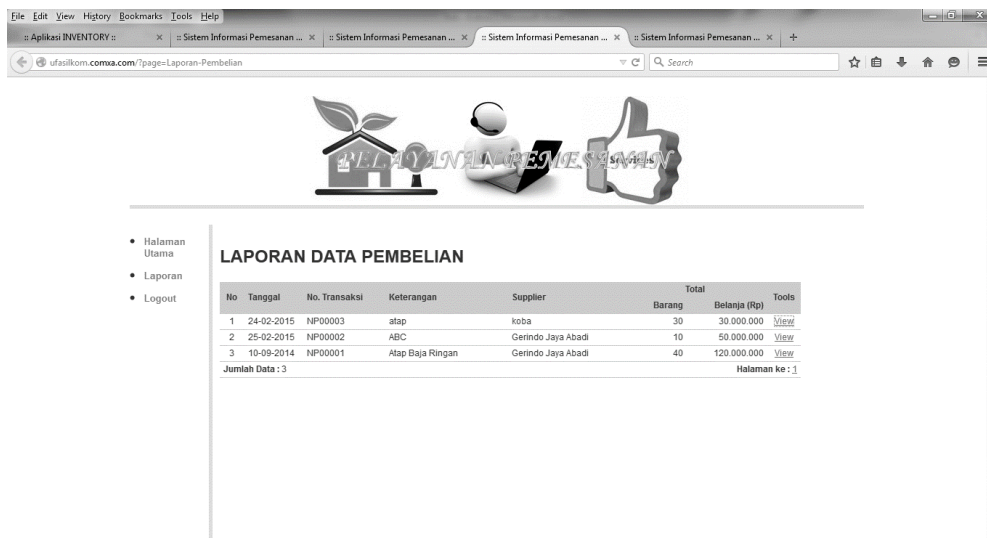 File Edit View History Bookmarks Tools Help
:: Aplikasi INVENTORY :: × :: Sistem Informasi Pemesanan ... × :: Sistem Informasi Pemesanan ... × :: Sistem Informasi Pemesanan ... × :: Sistem Informasi Pemesanan ... × +
ufasilkom.comxa.com/?page=Laporan-Pembelian Search
PELAYANAN PEMESANAN
Services
Halaman
Utama
Laporan
Logout
LAPORAN DATA PEMBELIAN
No Tanggal No. Transaksi Keterangan Supplier Total Tools
Barang Belanja (Rp)
1 24-02-2015 NP00003 atap koba 30 30.000.000 View
2 25-02-2015 NP00002 ABC Gerindo Jaya Abadi 10 50.000.000 View
3 10-09-2014 NP00001 Atap Baja Ringan Gerindo Jaya Abadi 40 120.000.000 View
Jumlah Data : 3 Halaman ke : 1